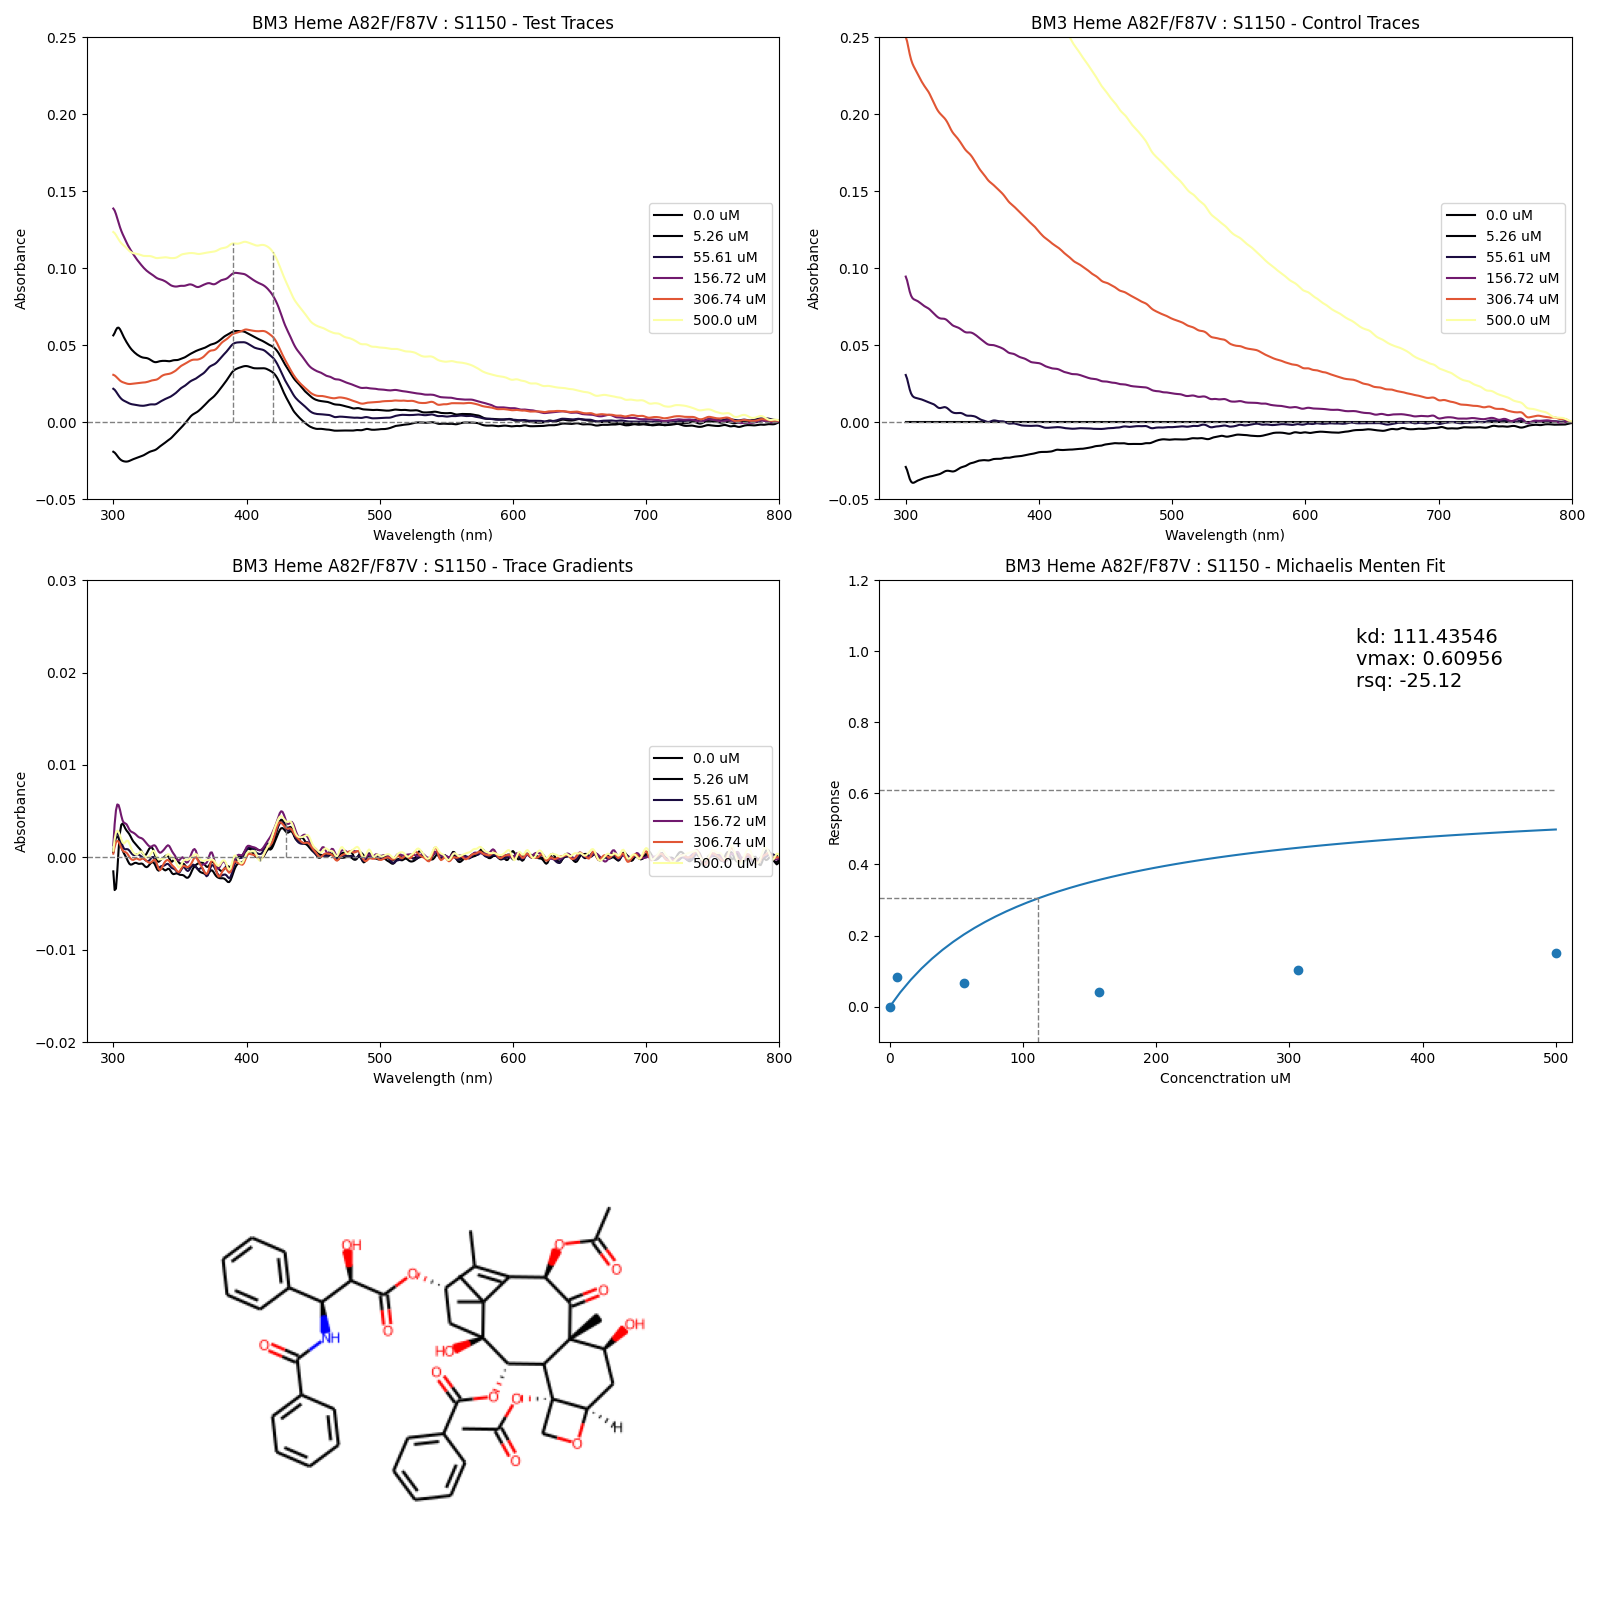 BM3 Heme A82F/F87V : S1150 - Test Traces
0.25
0.20
0.15
0.10
0.05
0.00
−0.05
Absorbance
0.0 uM
5.26 uM
55.61 uM
156.72 uM
306.74 uM
500.0 uM
300 400 500 600 700 800
Wavelength (nm)
BM3 Heme A82F/F87V : S1150 - Control Traces
0.25
0.20
0.15
0.10
0.05
0.00
−0.05
Absorbance
0.0 uM
5.26 uM
55.61 uM
156.72 uM
306.74 uM
500.0 uM
300 400 500 600 700 800
Wavelength (nm)
BM3 Heme A82F/F87V : S1150 - Trace Gradients
0.03
0.02
0.01
0.00
−0.01
−0.02
Absorbance
0.0 uM
5.26 uM
55.61 uM
156.72 uM
306.74 uM
500.0 uM
300 400 500 600 700 800
Wavelength (nm)
BM3 Heme A82F/F87V : S1150 - Michaelis Menten Fit
1.2
1.0
0.8
0.6
0.4
0.2
0.0
Response
kd: 111.43546
vmax: 0.60956
rsq: -25.12
0 100 200 300 400 500
Concenctration uM
OH
O
O
O
O
O
OH
O
NH
HO
O
O
O
O
H
O
O